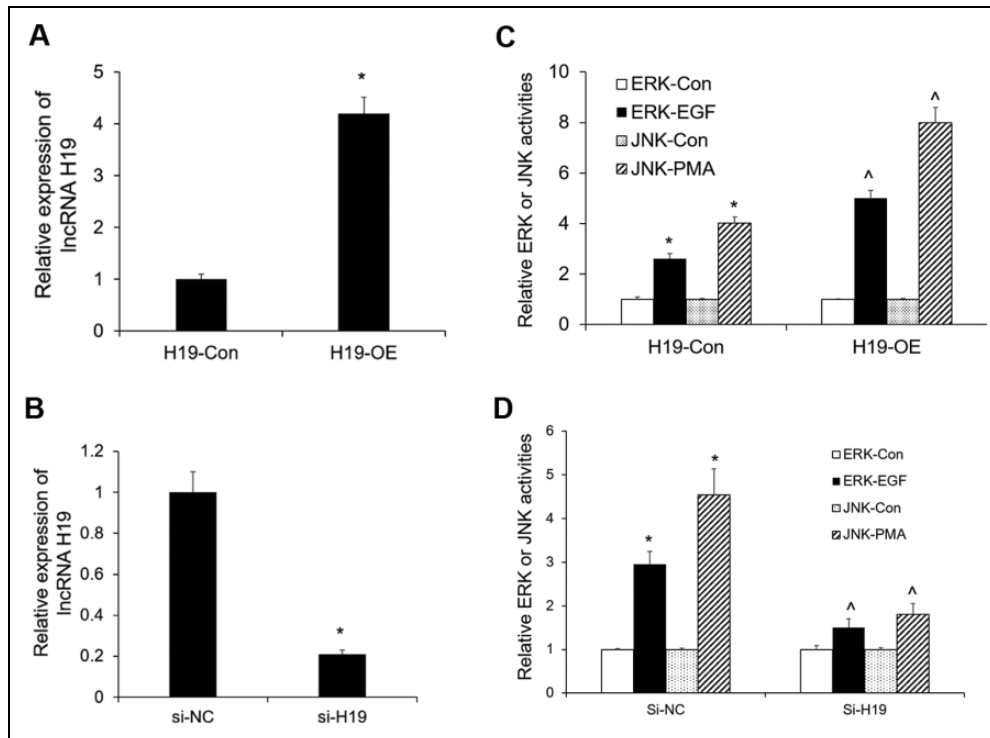 A
Relative expression of
lncRNA H19
5
4
3
2
1
0
*
H19-Con
H19-OE
C
Relative ERK or JNK activities
10
8
6
4
2
0
ERK-Con
ERK-EGF
JNK-Con
JNK-PMA
*
*
^
^
H19-Con
H19-OE
B
Relative expression of
lncRNA H19
1.2
1
0.8
0.6
0.4
0.2
0
*
si-NC
si-H19
D
Relative ERK or JNK activities
6
5
4
3
2
1
0
ERK-Con
ERK-EGF
JNK-Con
JNK-PMA
*
*
^
^
Si-NC
Si-H19